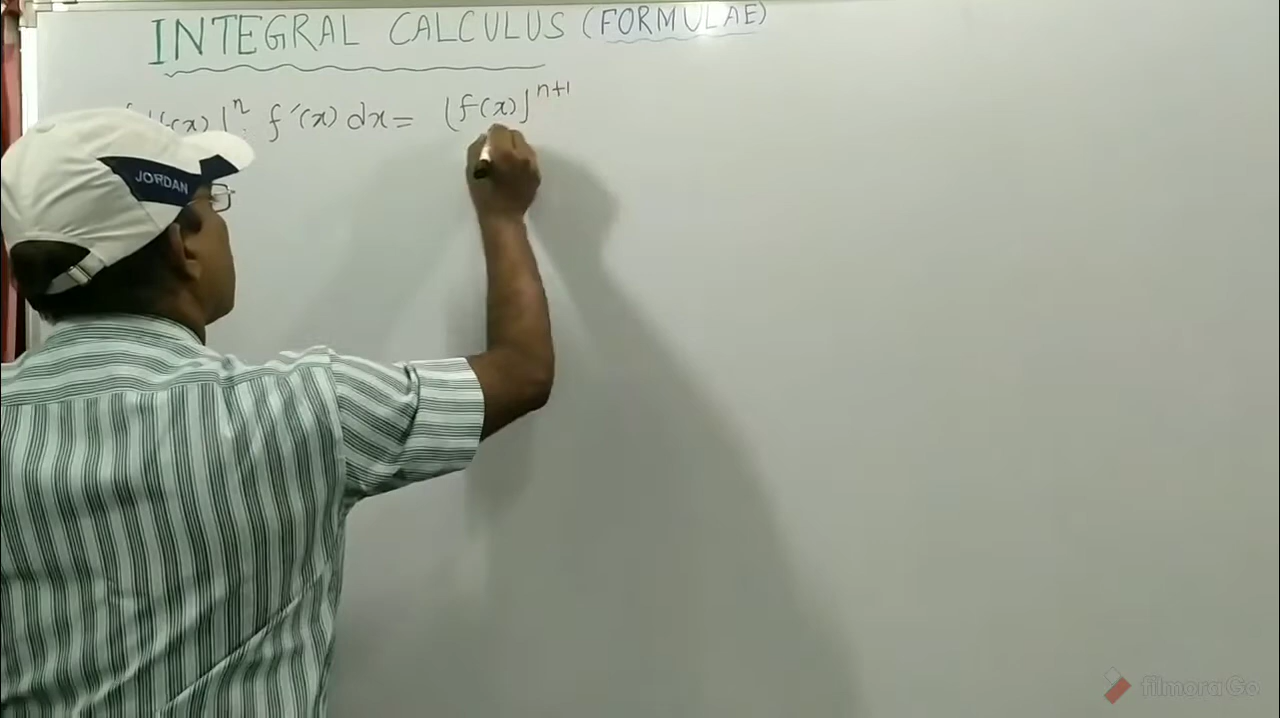 INTEGRAL CALCULUS (FORMULAE)
(x)]ⁿ. f'(x) dx = [f(x)]ⁿ⁺¹
JORDAN
filmoraGo